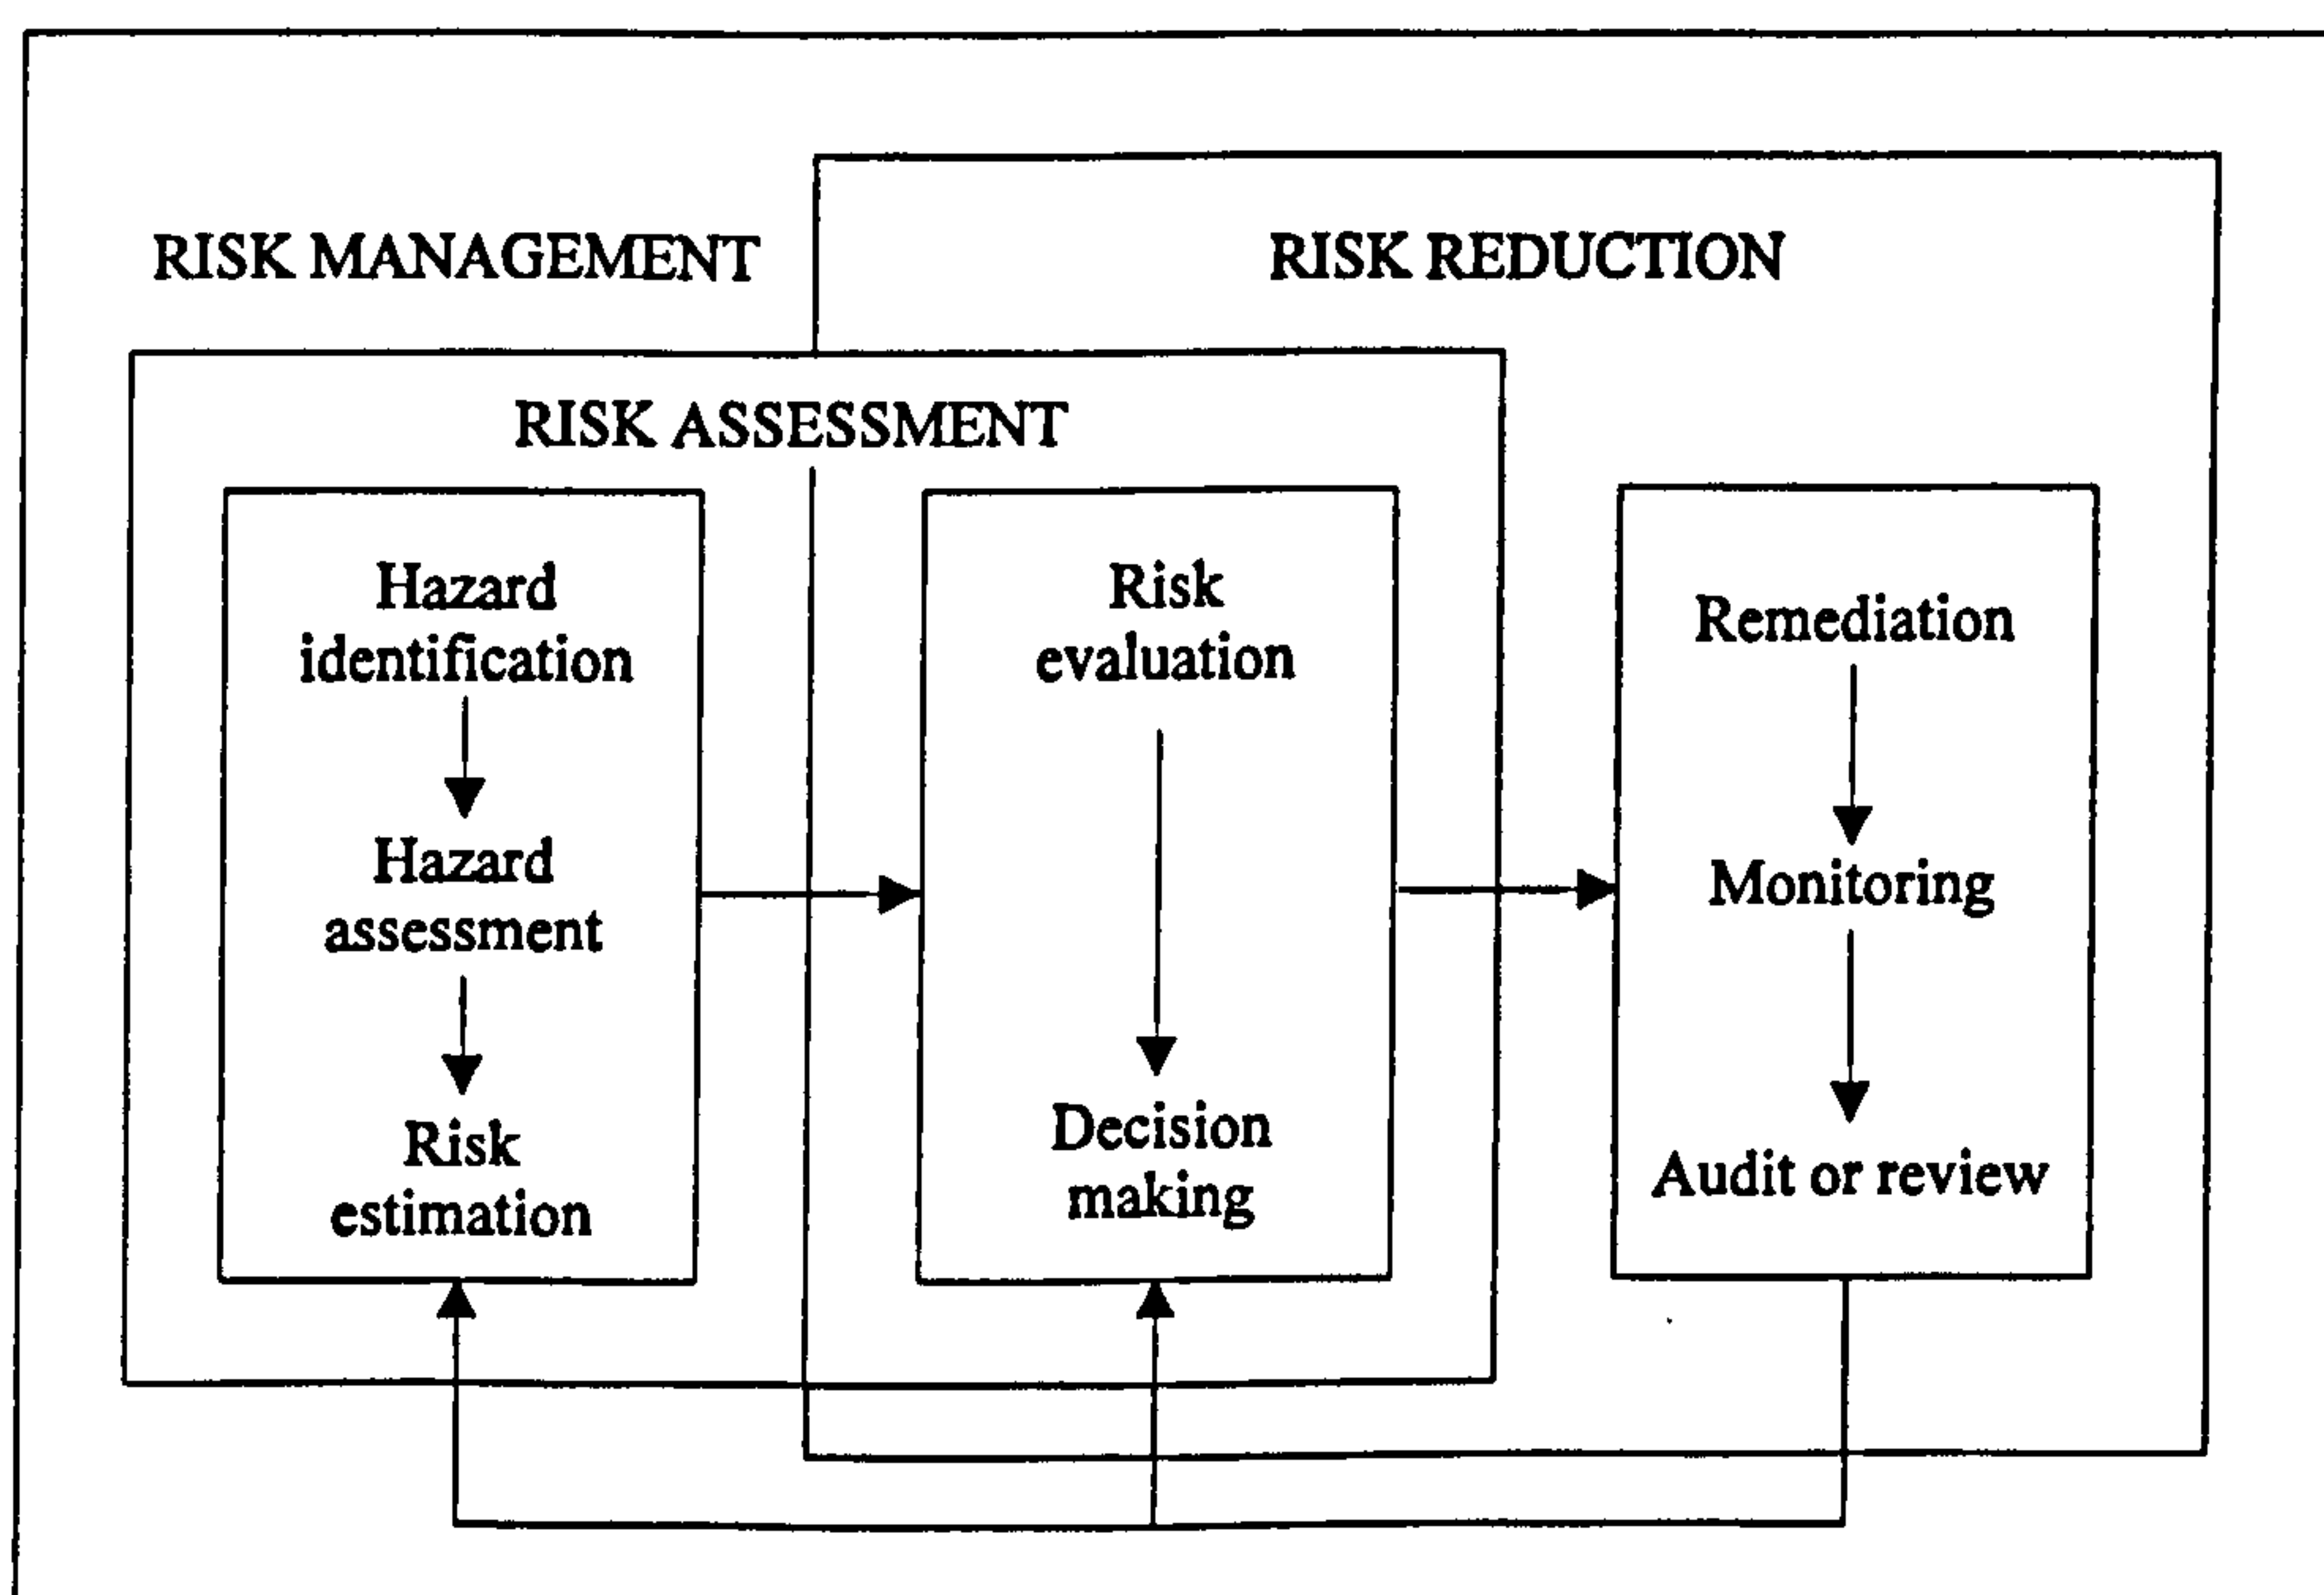 RISK MANAGEMENT
RISK REDUCTION
RISK ASSESSMENT
Hazard
identification
Hazard
assessment
Risk
estimation
Risk
evaluation
Decision
making
Remediation
Monitoring
Audit or review